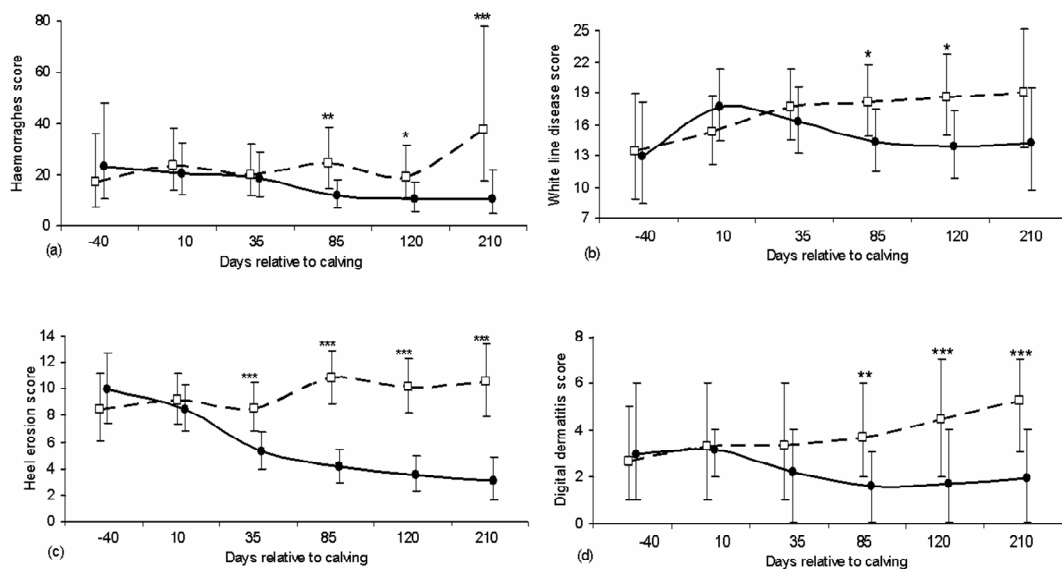 80
60
40
20
0
Haemorraghes score
***
**
*
-40 10 35 85 120 210
(a)
Days relative to calving
25
22
19
16
13
10
7
White line disease score
*
*
-40 10 35 85 120 210
(b)
Days relative to calving
14
12
10
8
6
4
2
0
Heel erosion score
***
***
***
***
-40 10 35 85 120 210
(c)
Days relative to calving
8
6
4
2
0
Digital dermatitis score
**
***
***
-40 10 35 85 120 210
(d)
Days relative to calving